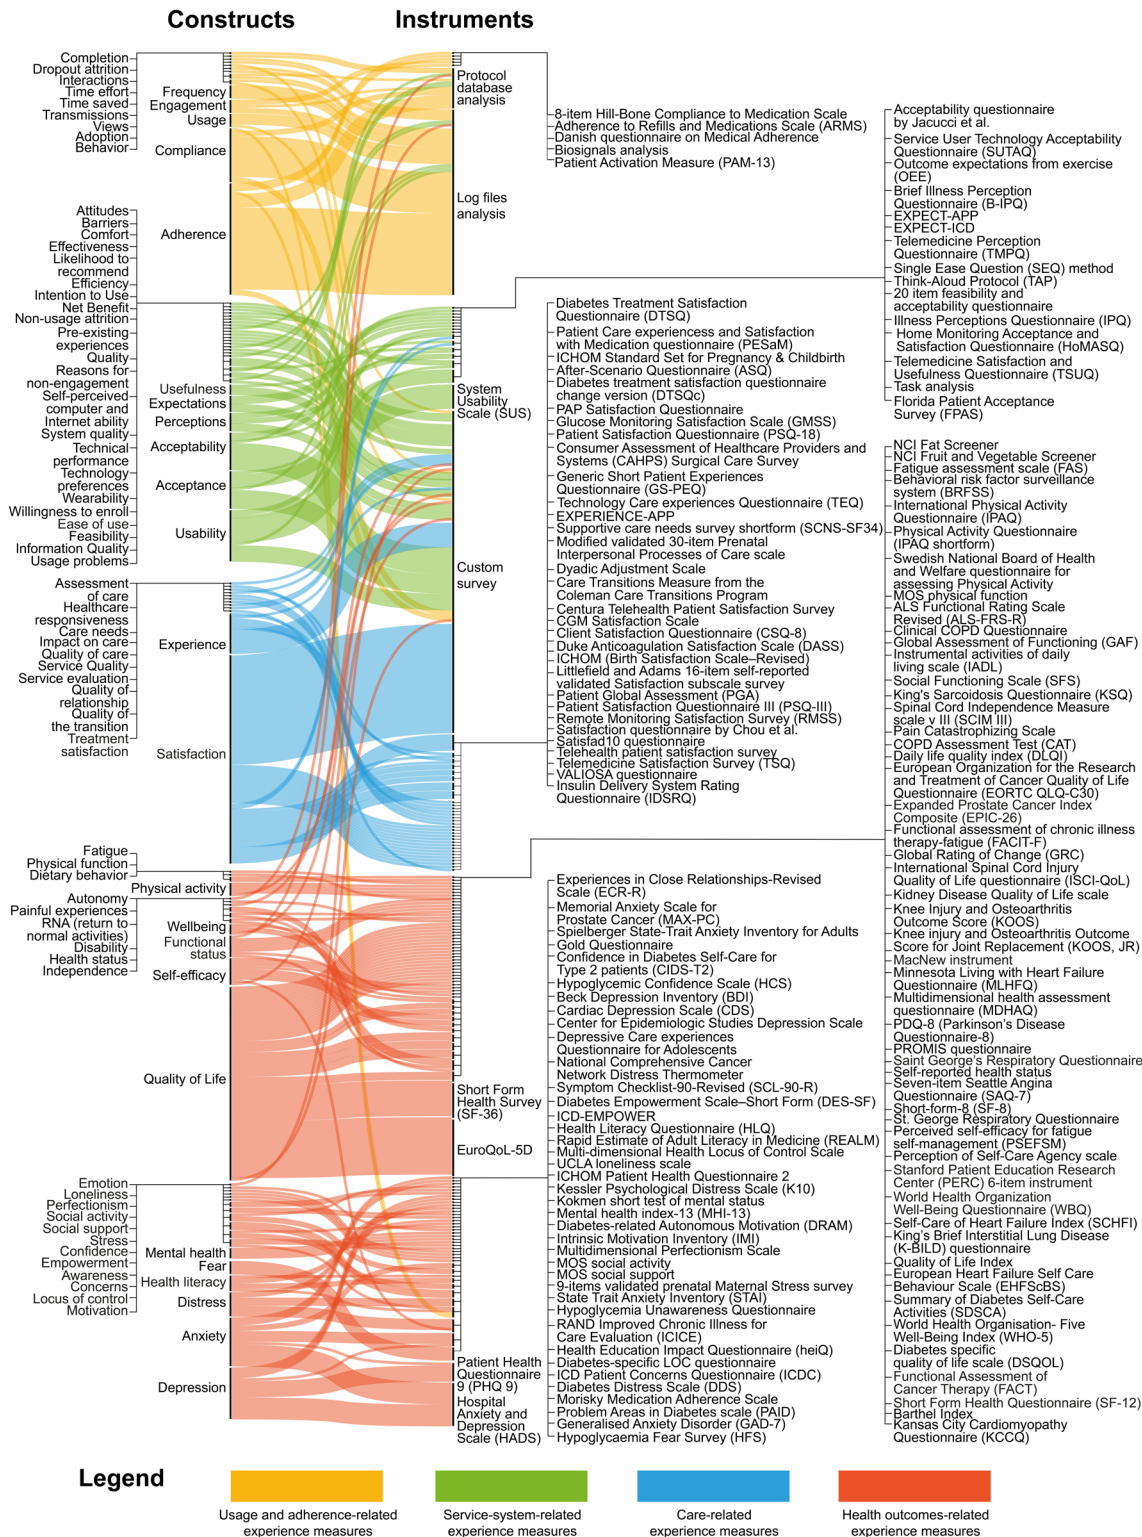 Constructs
Instruments
Completion
Dropout attrition
Interactions
Time effort
Time saved
Transmissions
Views
Adoption
Behavior
Frequency
Engagement
Usage
Compliance
Adherence
Attitudes
Barriers
Comfort
Effectiveness
Likelihood to
recommend
Efficiency
Intention to Use
Net Benefit
Non-usage attrition
Pre-existing
experiences
Quality
Reasons for
non-engagement
Self-perceived
computer and
Internet ability
System quality
Technical
performance
Technology
preferences
Wearability
Willingness to enroll
Ease of use
Feasibility
Information Quality
Usage problems
Usefulness
Expectations
Perceptions
Acceptability
Acceptance
Usability
Assessment
of care
Healthcare
responsiveness
Care needs
Impact on care
Quality of care
Service Quality
Service evaluation
Quality of
relationship
Quality of
the transition
Treatment
satisfaction
Experience
Satisfaction
Fatigue
Physical function
Dietary behavior
Physical activity
Autonomy
Painful experiences
RNA (return to
normal activities)
Disability
Health status
Independence
Wellbeing
Functional
status
Self-efficacy
Quality of Life
Emotion
Loneliness
Perfectionism
Social activity
Social support
Stress
Confidence
Empowerment
Awareness
Concerns
Locus of control
Motivation
Mental health
Fear
Health literacy
Distress
Anxiety
Depression
Protocol
database
analysis
Log files
analysis
System
Usability
Scale (SUS)
Custom
survey
Short Form
Health Survey
(SF-36)
EuroQoL-5D
Patient Health
Questionnaire
9 (PHQ 9)
Hospital
Anxiety and
Depression
Scale (HADS)
8-item Hill-Bone Compliance to Medication Scale
Adherence to Refills and Medications Scale (ARMS)
Danish questionnaire on Medical Adherence
Biosignals analysis
Patient Activation Measure (PAM-13)
Diabetes Treatment Satisfaction
Questionnaire (DTSQ)
Patient Care experiencess and Satisfaction
with Medication questionnaire (PESaM)
ICHOM Standard Set for Pregnancy & Childbirth
After-Scenario Questionnaire (ASQ)
Diabetes treatment satisfaction questionnaire
change version (DTSQc)
PAP Satisfaction Questionnaire
Glucose Monitoring Satisfaction Scale (GMSS)
Patient Satisfaction Questionnaire (PSQ-18)
Consumer Assessment of Healthcare Providers and
Systems (CAHPS) Surgical Care Survey
Generic Short Patient Experiences
Questionnaire (GS-PEQ)
Technology Care experiences Questionnaire (TEQ)
EXPERIENCE-APP
Supportive care needs survey shortform (SCNS-SF34)
Modified validated 30-item Prenatal
Interpersonal Processes of Care scale
Dyadic Adjustment Scale
Care Transitions Measure from the
Coleman Care Transitions Program
Centura Telehealth Patient Satisfaction Survey
CGM Satisfaction Scale
Client Satisfaction Questionnaire (CSQ-8)
Duke Anticoagulation Satisfaction Scale (DASS)
ICHOM (Birth Satisfaction Scale–Revised)
Littlefield and Adams 16-item self-reported
validated Satisfaction subscale survey
Patient Global Assessment (PGA)
Patient Satisfaction Questionnaire III (PSQ-III)
Remote Monitoring Satisfaction Survey (RMSS)
Satisfaction questionnaire by Chou et al.
Satisfad10 questionnaire
Telehealth patient satisfaction survey
Telemedicine Satisfaction Survey (TSQ)
VALIOSA questionnaire
Insulin Delivery System Rating
Questionnaire (IDSRQ)
Experiences in Close Relationships-Revised
Scale (ECR-R)
Memorial Anxiety Scale for
Prostate Cancer (MAX-PC)
Spielberger State-Trait Anxiety Inventory for Adults
Gold Questionnaire
Confidence in Diabetes Self-Care for
Type 2 patients (CIDS-T2)
Hypoglycemic Confidence Scale (HCS)
Beck Depression Inventory (BDI)
Cardiac Depression Scale (CDS)
Center for Epidemiologic Studies Depression Scale
Depressive Care experiences
Questionnaire for Adolescents
National Comprehensive Cancer
Network Distress Thermometer
Symptom Checklist-90-Revised (SCL-90-R)
Diabetes Empowerment Scale–Short Form (DES-SF)
ICD-EMPOWER
Health Literacy Questionnaire (HLQ)
Rapid Estimate of Adult Literacy in Medicine (REALM)
Multi-dimensional Health Locus of Control Scale
UCLA loneliness scale
ICHOM Patient Health Questionnaire 2
Kessler Psychological Distress Scale (K10)
Kokmen short test of mental status
Mental health index-13 (MHI-13)
Diabetes-related Autonomous Motivation (DRAM)
Intrinsic Motivation Inventory (IMI)
Multidimensional Perfectionism Scale
MOS social activity
MOS social support
9-items validated prenatal Maternal Stress survey
State Trait Anxiety Inventory (STAI)
Hypoglycemia Unawareness Questionnaire
RAND Improved Chronic Illness for
Care Evaluation (ICICE)
Health Education Impact Questionnaire (heiQ)
Diabetes-specific LOC questionnaire
ICD Patient Concerns Questionnaire (ICDC)
Diabetes Distress Scale (DDS)
Morisky Medication Adherence Scale
Problem Areas in Diabetes scale (PAID)
Generalised Anxiety Disorder (GAD-7)
Hypoglycaemia Fear Survey (HFS)
Acceptability questionnaire
by Jacucci et al.
Service User Technology Acceptability
Questionnaire (SUTAQ)
Outcome expectations from exercise
(OEE)
Brief Illness Perception
Questionnaire (B-IPQ)
EXPECT-APP
EXPECT-ICD
Telemedicine Perception
Questionnaire (TMPQ)
Single Ease Question (SEQ) method
Think-Aloud Protocol (TAP)
20 item feasibility and
acceptability questionnaire
Illness Perceptions Questionnaire (IPQ)
Home Monitoring Acceptance and
Satisfaction Questionnaire (HoMASQ)
Telemedicine Satisfaction and
Usefulness Questionnaire (TSUQ)
Task analysis
Florida Patient Acceptance
Survey (FPAS)
NCI Fat Screener
NCI Fruit and Vegetable Screener
Fatigue assessment scale (FAS)
Behavioral risk factor surveillance
system (BRFSS)
International Physical Activity
Questionnaire (IPAQ)
Physical Activity Questionnaire
(IPAQ shortform)
Swedish National Board of Health
and Welfare questionnaire for
assessing Physical Activity
MOS physical function
ALS Functional Rating Scale
Revised (ALS-FRS-R)
Clinical COPD Questionnaire
Global Assessment of Functioning (GAF)
Instrumental activities of daily
living scale (IADL)
Social Functioning Scale (SFS)
King's Sarcoidosis Questionnaire (KSQ)
Spinal Cord Independence Measure
scale v III (SCIM III)
Pain Catastrophizing Scale
COPD Assessment Test (CAT)
Daily life quality index (DLQI)
European Organization for the Research
and Treatment of Cancer Quality of Life
Questionnaire (EORTC QLQ-C30)
Expanded Prostate Cancer Index
Composite (EPIC-26)
Functional assessment of chronic illness
therapy-fatigue (FACIT-F)
Global Rating of Change (GRC)
International Spinal Cord Injury
Quality of Life questionnaire (ISCI-QoL)
Kidney Disease Quality of Life scale
Knee Injury and Osteoarthritis
Outcome Score (KOOS)
Knee injury and Osteoarthritis Outcome
Score for Joint Replacement (KOOS, JR)
MacNew instrument
Minnesota Living with Heart Failure
Questionnaire (MLHFQ)
Multidimensional health assessment
questionnaire (MDHAQ)
PDQ-8 (Parkinson's Disease
Questionnaire-8)
PROMIS questionnaire
Saint George's Respiratory Questionnaire
Self-reported health status
Seven-item Seattle Angina
Questionnaire (SAQ-7)
Short-form-8 (SF-8)
St. George Respiratory Questionnaire
Perceived self-efficacy for fatigue
self-management (PSEFSM)
Perception of Self-Care Agency scale
Stanford Patient Education Research
Center (PERC) 6-item instrument
World Health Organization
Well-Being Questionnaire (WBQ)
Self-Care of Heart Failure Index (SCHFI)
King's Brief Interstitial Lung Disease
(K-BILD) questionnaire
Quality of Life Index
European Heart Failure Self Care
Behaviour Scale (EHFScBS)
Summary of Diabetes Self-Care
Activities (SDSCA)
World Health Organisation- Five
Well-Being Index (WHO-5)
Diabetes specific
quality of life scale (DSQOL)
Functional Assessment of
Cancer Therapy (FACT)
Short Form Health Questionnaire (SF-12)
Barthel Index
Kansas City Cardiomyopathy
Questionnaire (KCCQ)
Legend
Usage and adherence-related
experience measures
Service-system-related
experience measures
Care-related
experience measures
Health outcomes-related
experience measures